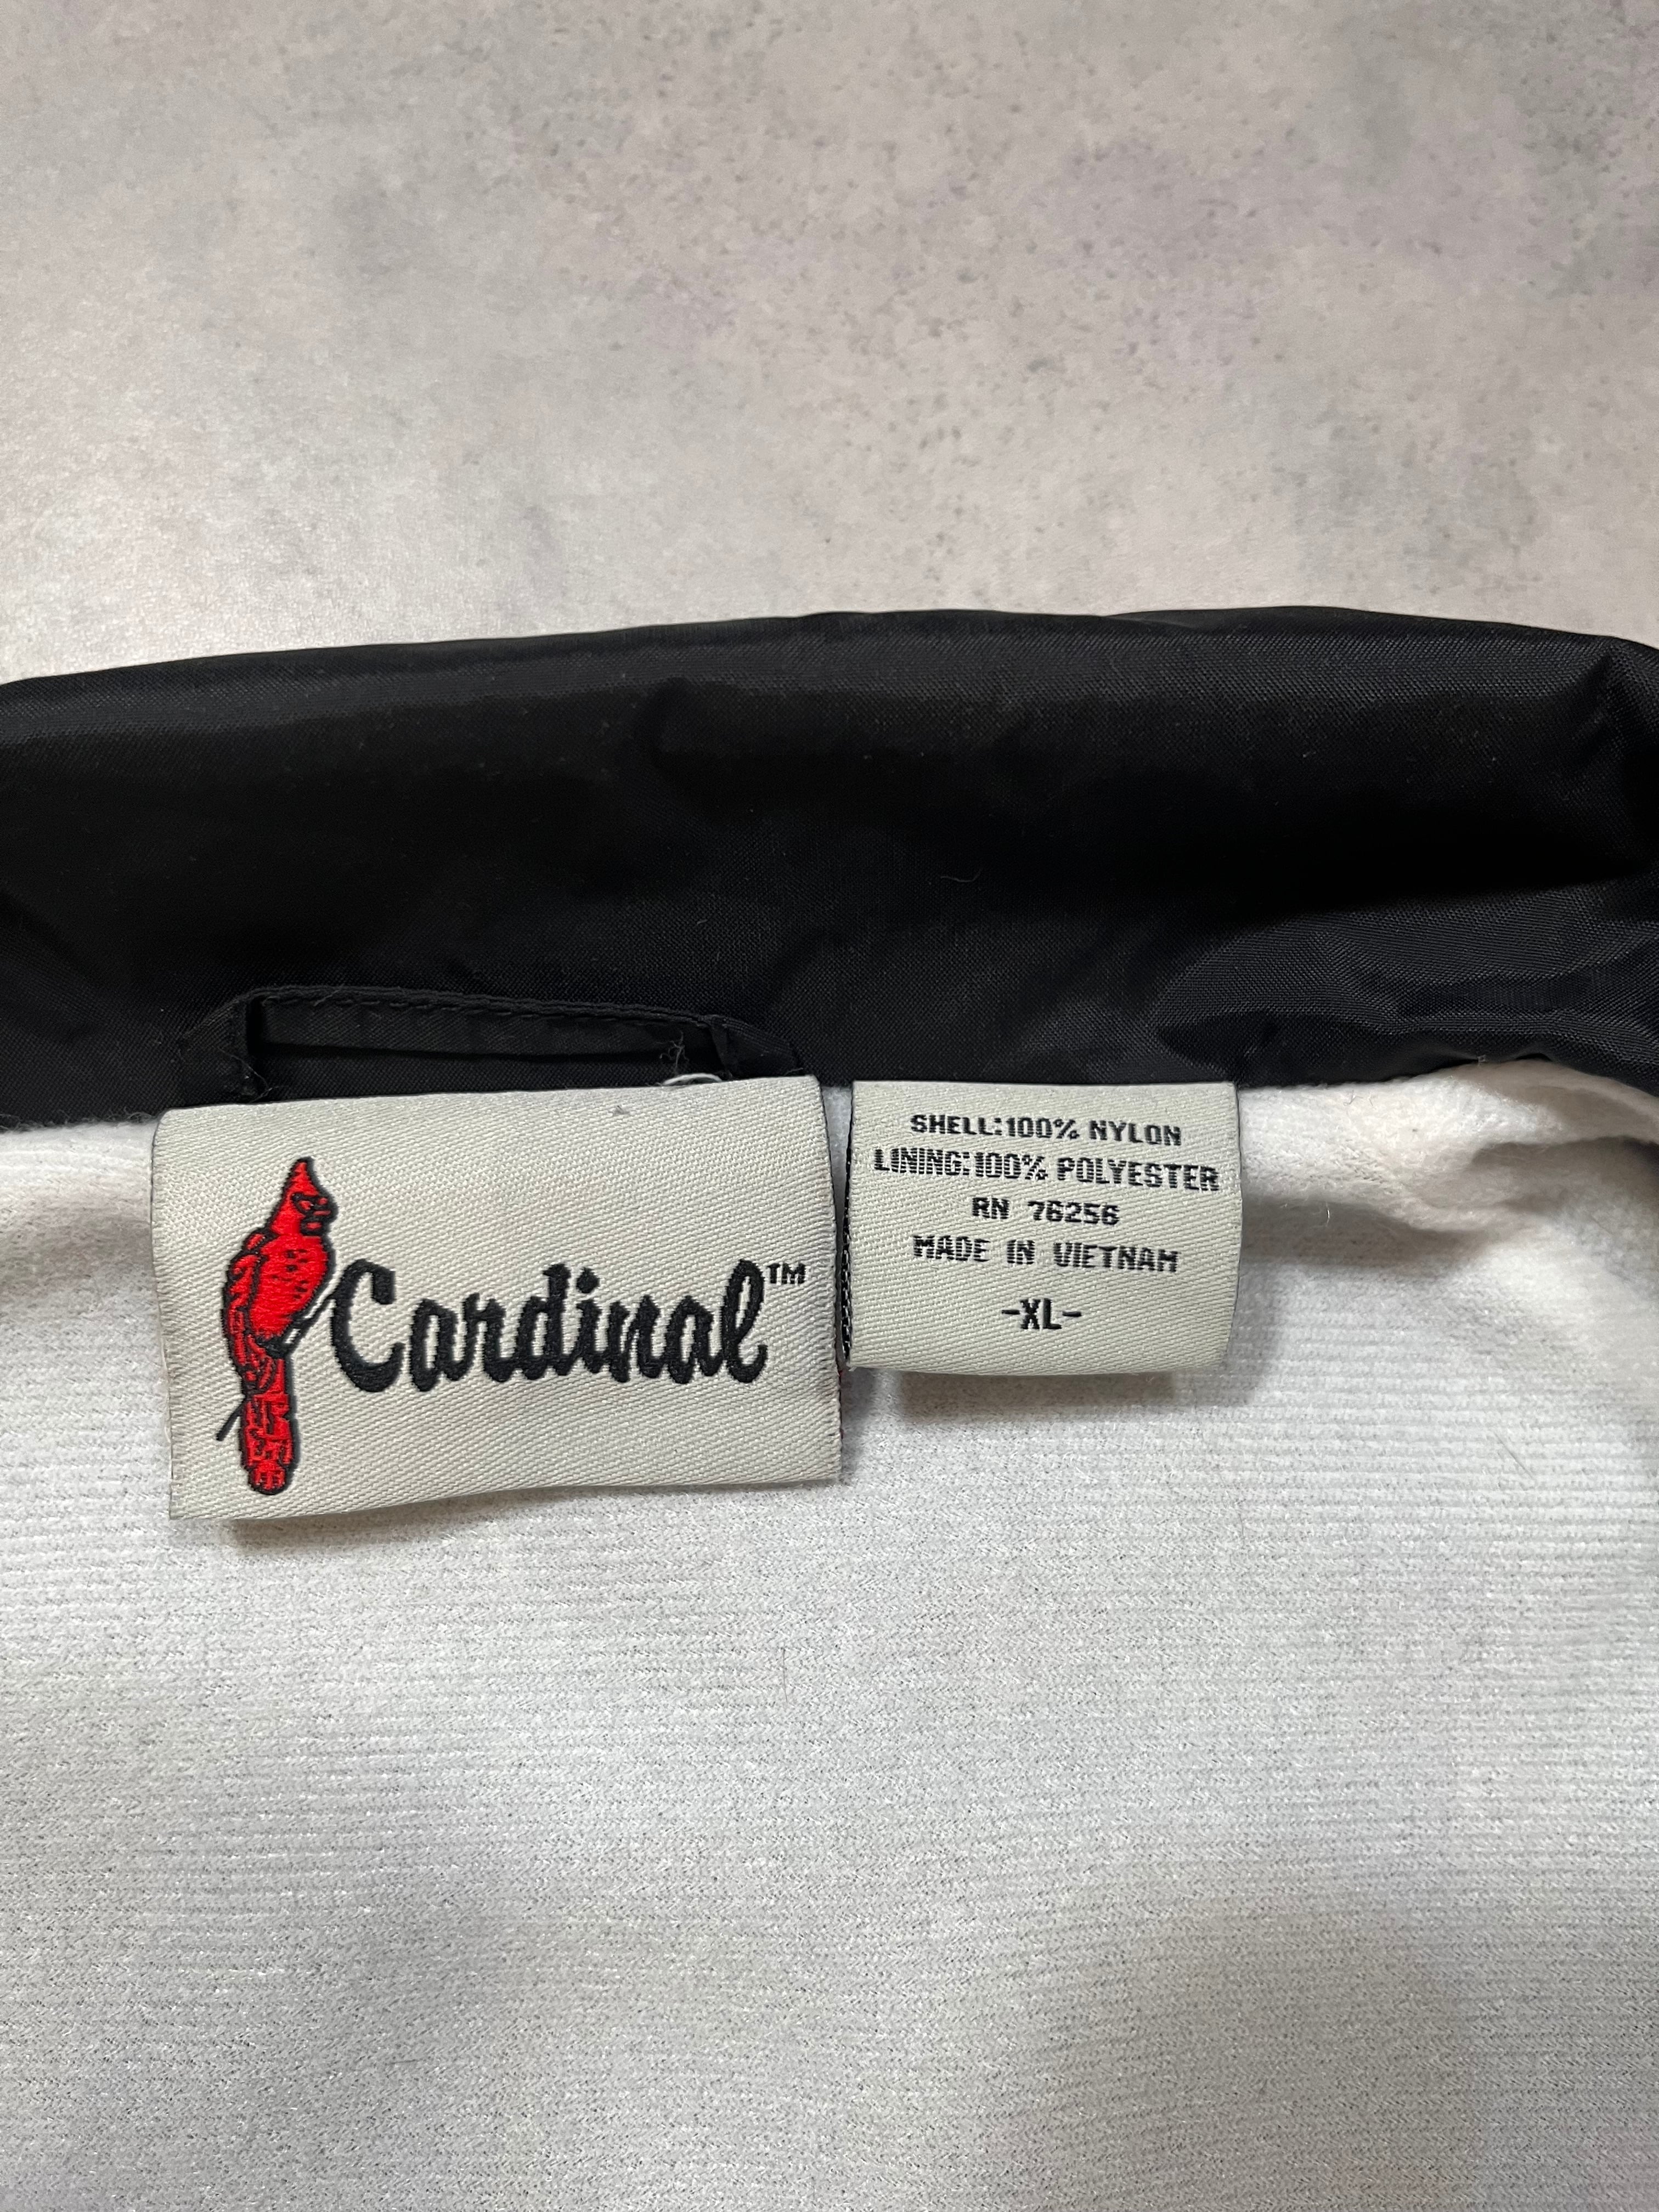 Cardinal™
SHELL:100% NYLON
LINING:100% POLYESTER
RN 76256
MADE IN VIETNAM
-XL-